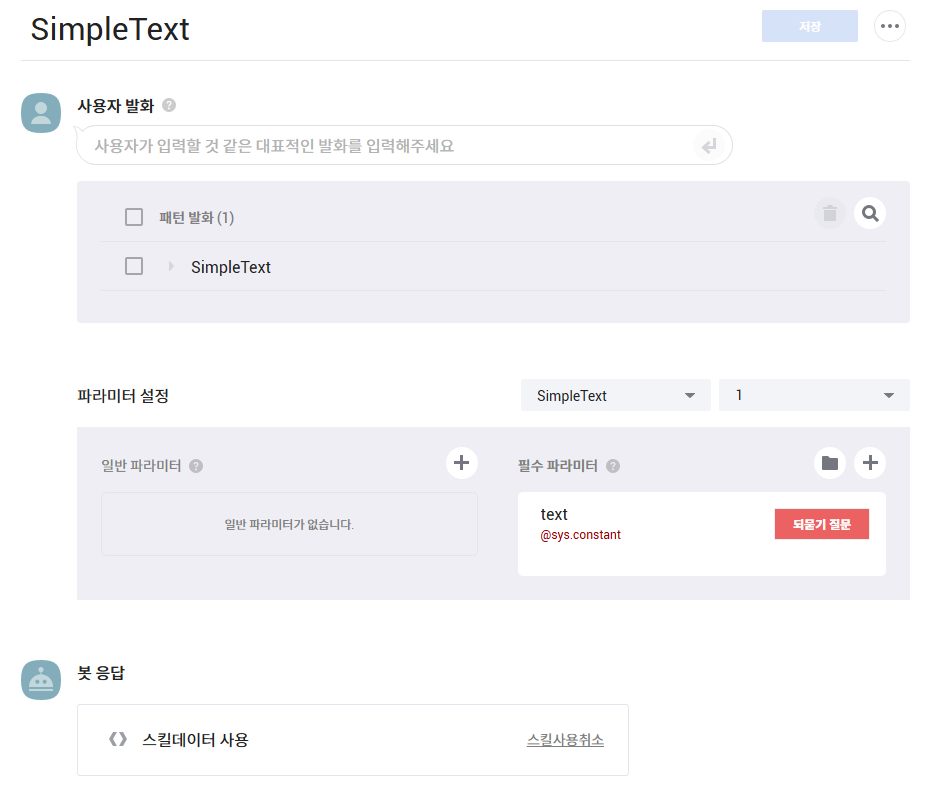 SimpleText
저장
사용자 발화
사용자가 입력할 것 같은 대표적인 발화를 입력해주세요
패턴 발화 (1)
SimpleText
파라미터 설정
SimpleText
1
일반 파라미터
필수 파라미터
일반 파라미터가 없습니다.
text
@sys.constant
되묻기 질문
봇 응답
스킬데이터 사용
스킬사용취소